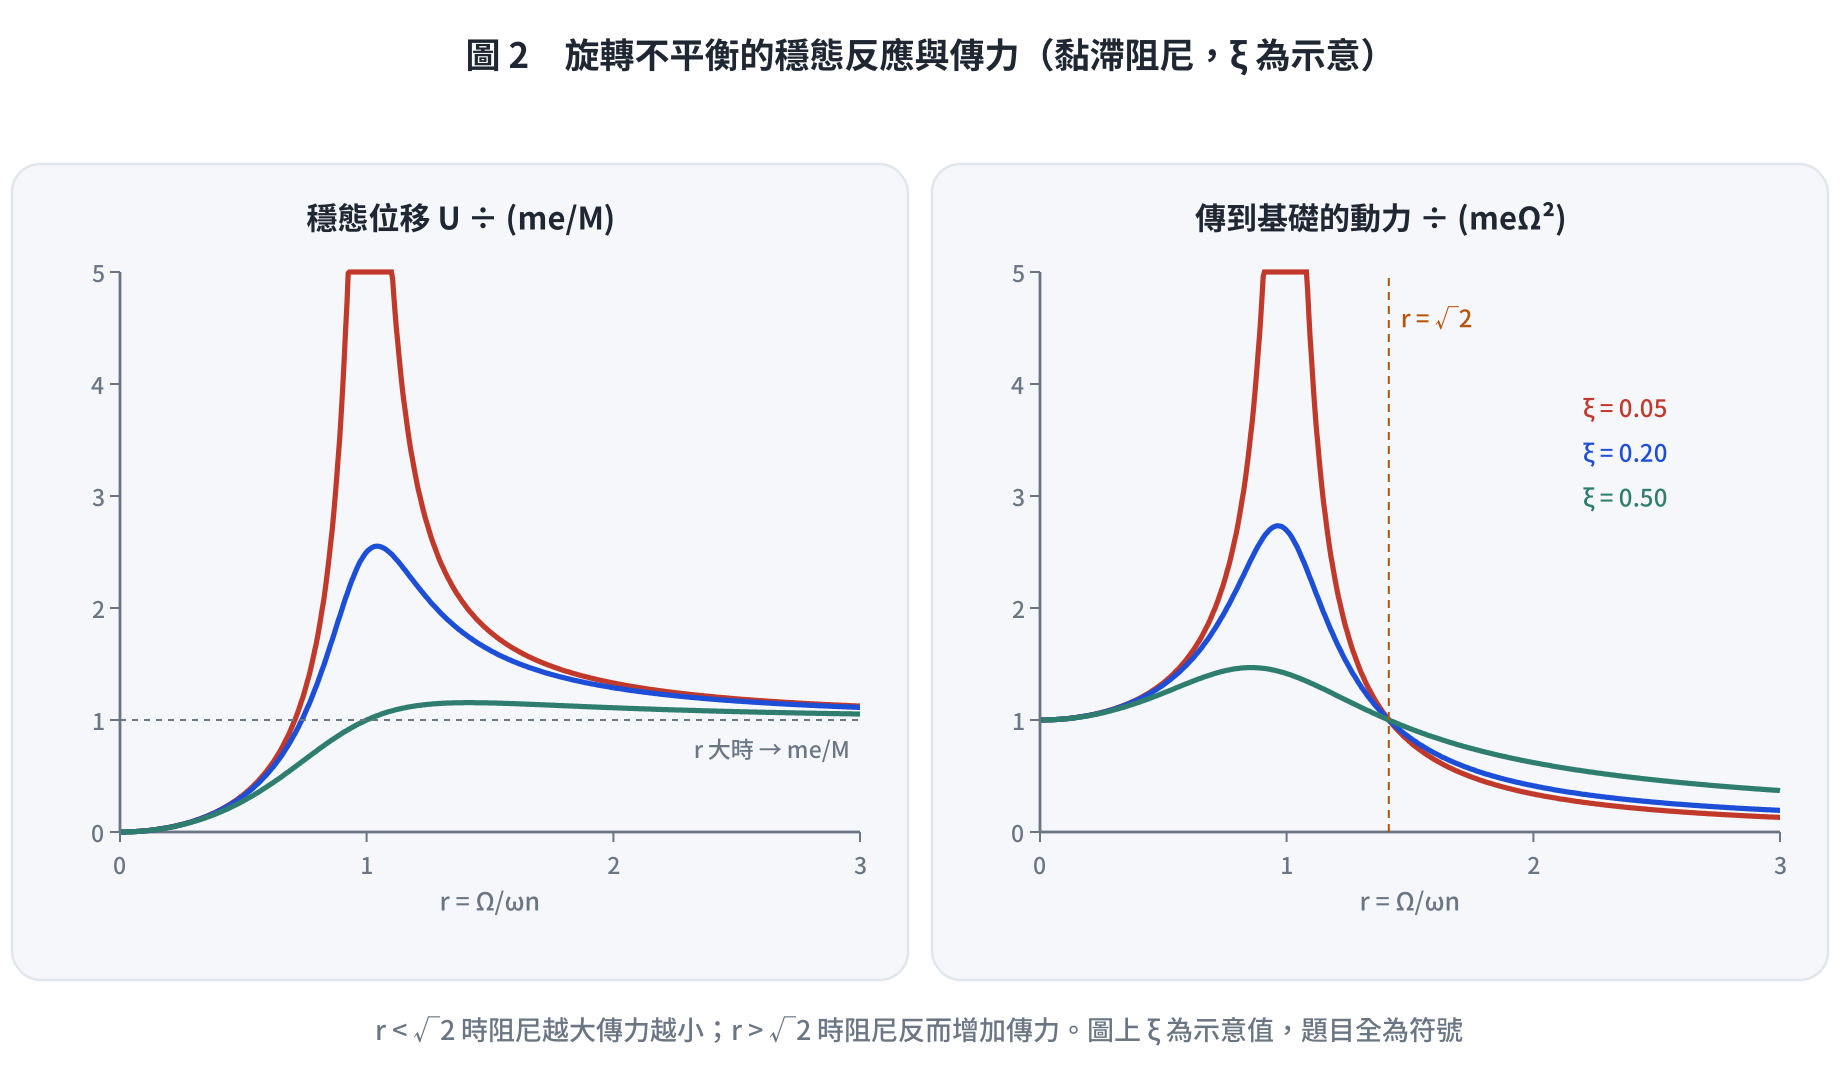 圖 2　旋轉不平衡的穩態反應與傳力（黏滯阻尼，ξ 為示意）
穩態位移 U ÷ (me/M)
5
4
3
2
1
0
r 大時 → me/M
0 1 2 3
r = Ω/ωn
傳到基礎的動力 ÷ (meΩ²)
5
4
3
2
1
0
r = √2
ξ = 0.05
ξ = 0.20
ξ = 0.50
0 1 2 3
r = Ω/ωn
r < √2 時阻尼越大傳力越小；r > √2 時阻尼反而增加傳力。圖上 ξ 為示意值，題目全為符號